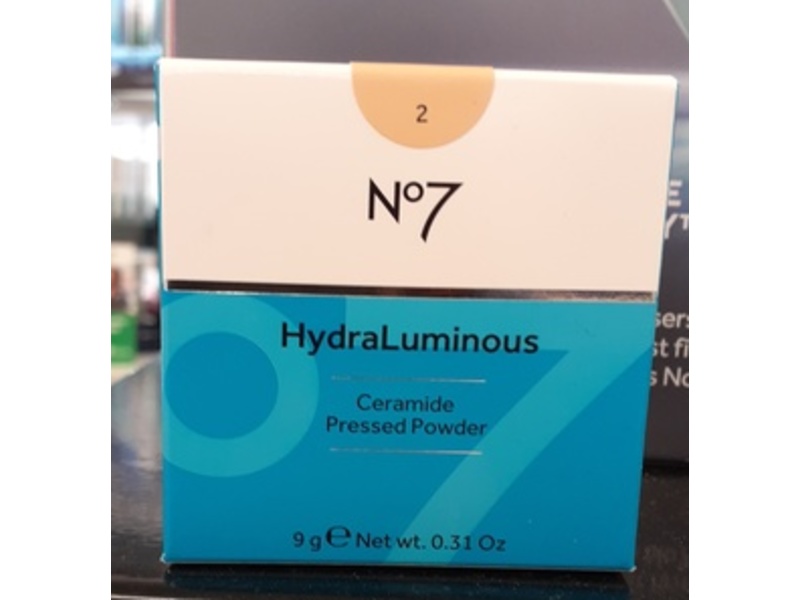 2
Nº7
HydraLuminous
Ceramide
Pressed Powder
9 g ℮ Net wt. 0.31 Oz